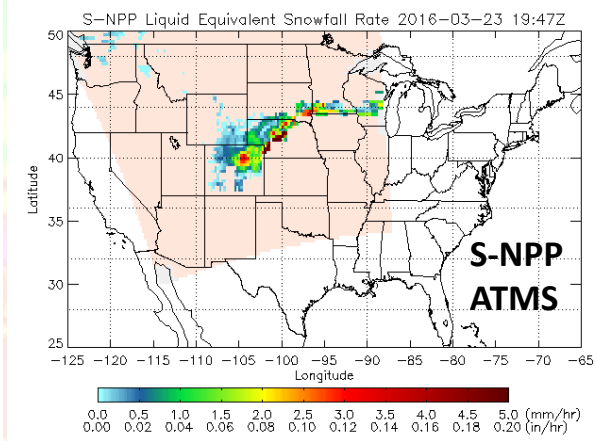 S-NPP Liquid Equivalent Snowfall Rate 2016-03-23 19:47Z
50
45
40
35
30
25
Latitude
S-NPP
ATMS
-125 -120 -115 -110 -105 -100 -95 -90 -85 -80 -75 -70 -65
Longitude
0.0 0.5 1.0 1.5 2.0 2.5 3.0 3.5 4.0 4.5 5.0 (mm/hr)
0.00 0.02 0.04 0.06 0.08 0.10 0.12 0.14 0.16 0.18 0.20 (in/hr)